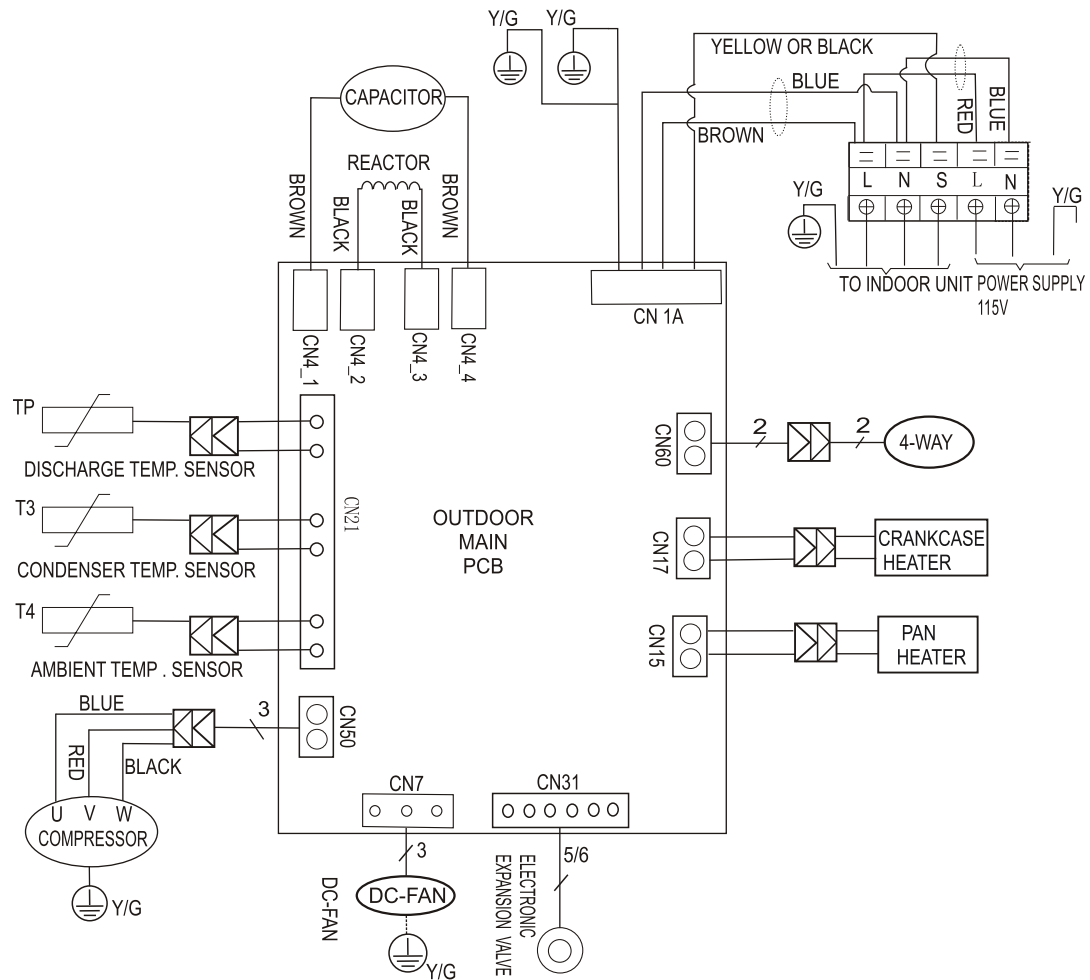 Y/G
Y/G
YELLOW OR BLACK
BLUE
BROWN
RED
BLUE
CAPACITOR
REACTOR
BROWN
BLACK
BLACK
BROWN
L N S L N
Y/G
Y/G
TO INDOOR UNIT
POWER SUPPLY
115V
CN 1A
CN4_1
CN4_2
CN4_3
CN4_4
TP
DISCHARGE TEMP. SENSOR
T3
CONDENSER TEMP. SENSOR
T4
AMBIENT TEMP . SENSOR
CN21
OUTDOOR
MAIN
PCB
CN60
2
2
4-WAY
CN17
CRANKCASE
HEATER
CN15
PAN
HEATER
BLUE
RED
BLACK
3
CN50
U V W
COMPRESSOR
Y/G
CN7
3
DC-FAN
DC-FAN
Y/G
CN31
5/6
ELECTRONIC
EXPANSION VALVE